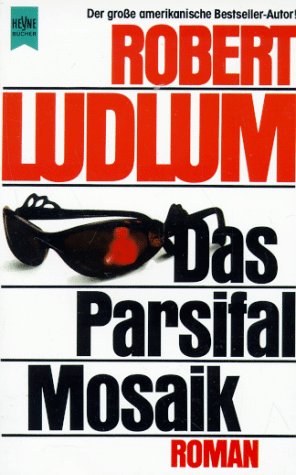 HEYNE
BÜCHER
Der große amerikanische Bestseller-Autor!
ROBERT
LUDLUM
Das
Parsifal
Mosaik
ROMAN